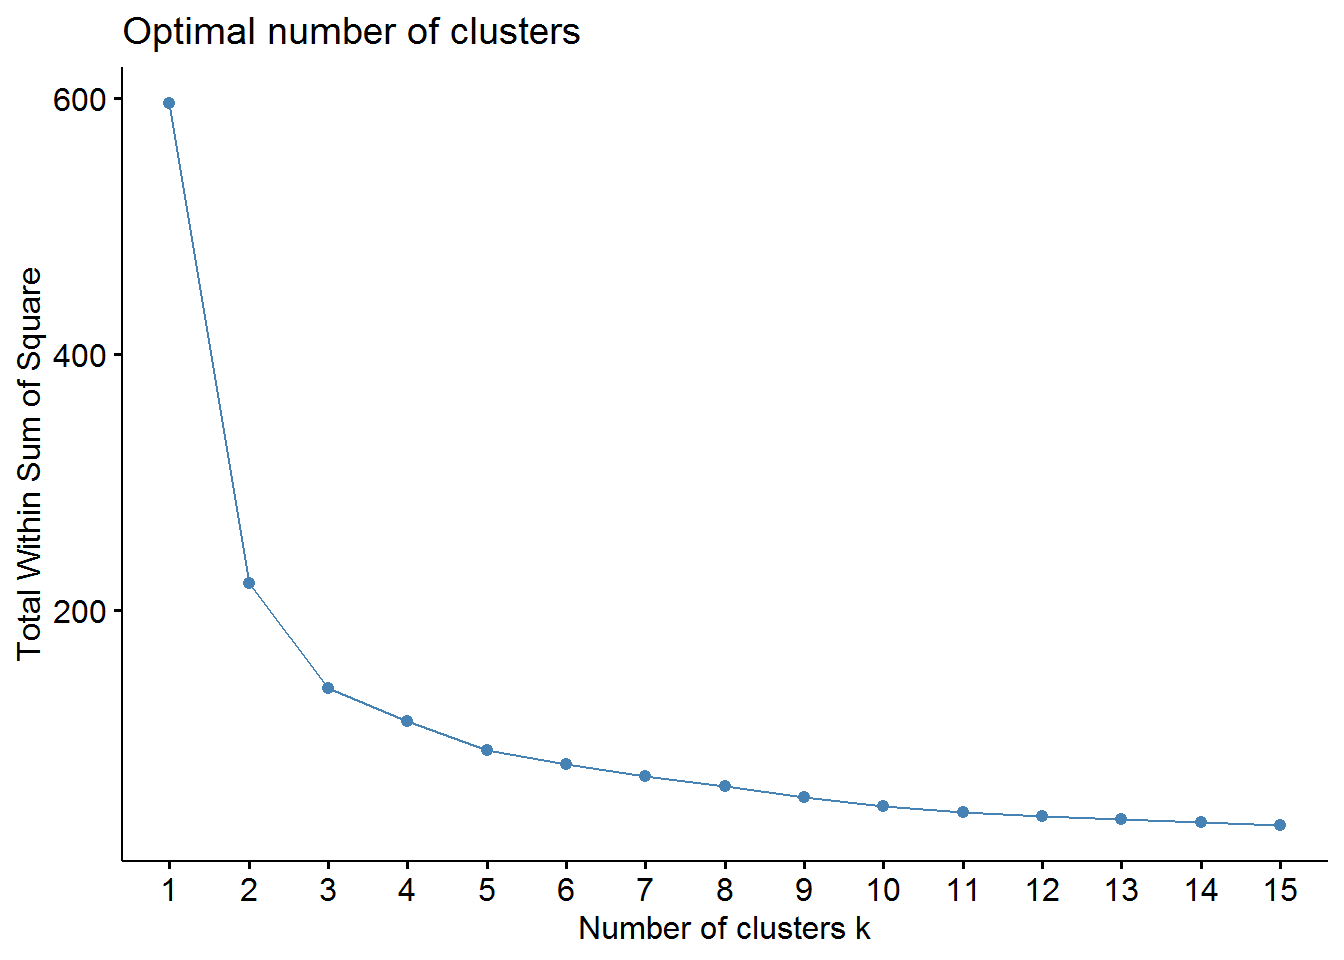 Optimal number of clusters
600
400
200
Total Within Sum of Square
1 2 3 4 5 6 7 8 9 10 11 12 13 14 15
Number of clusters k